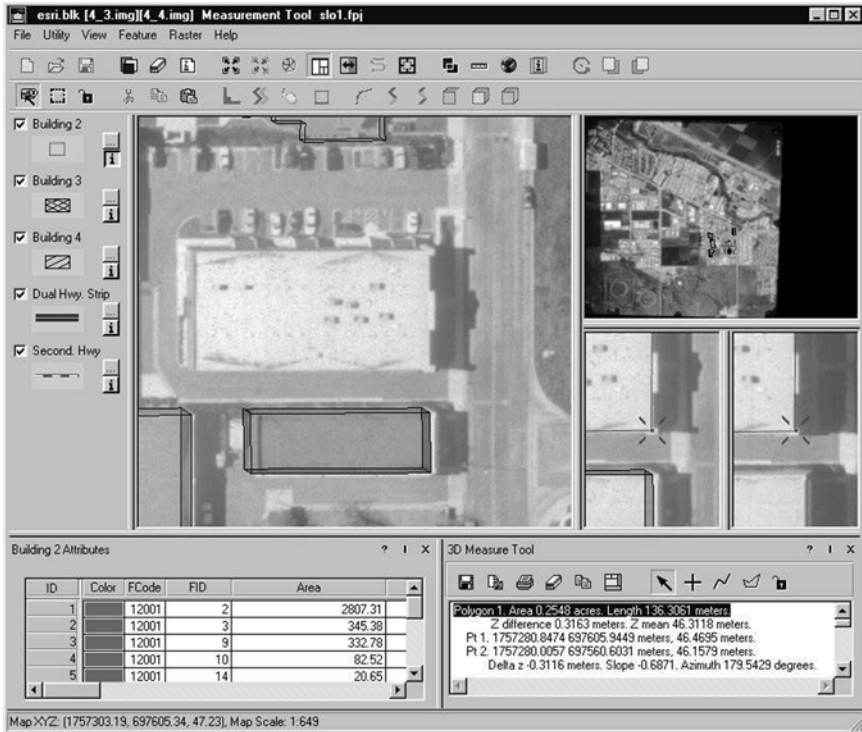 esri.blk [4_3.img][4_4.img] Measurement Tool slo1.fpj
File Utility View Feature Raster Help
Building 2
Building 3
Building 4
Dual Hwy. Strip
Second. Hwy
Building 2 Attributes
ID Color FCode FID Area
1 12001 2 2807.31
2 12001 3 345.38
3 12001 9 332.78
4 12001 10 82.52
5 12001 14 20.65
3D Measure Tool
Polygon 1. Area 0.2548 acres. Length 136.3061 meters.
Z difference 0.3163 meters. Z mean 46.3118 meters.
Pt 1. 1757280.8474 697605.9449 meters, 46.4695 meters.
Pt 2. 1757280.0057 697560.6031 meters, 46.1579 meters.
Delta z -0.3116 meters. Slope -0.6871. Azimuth 179.5429 degrees.
Map XYZ: (1757303.19, 697605.34, 47.23), Map Scale: 1:649